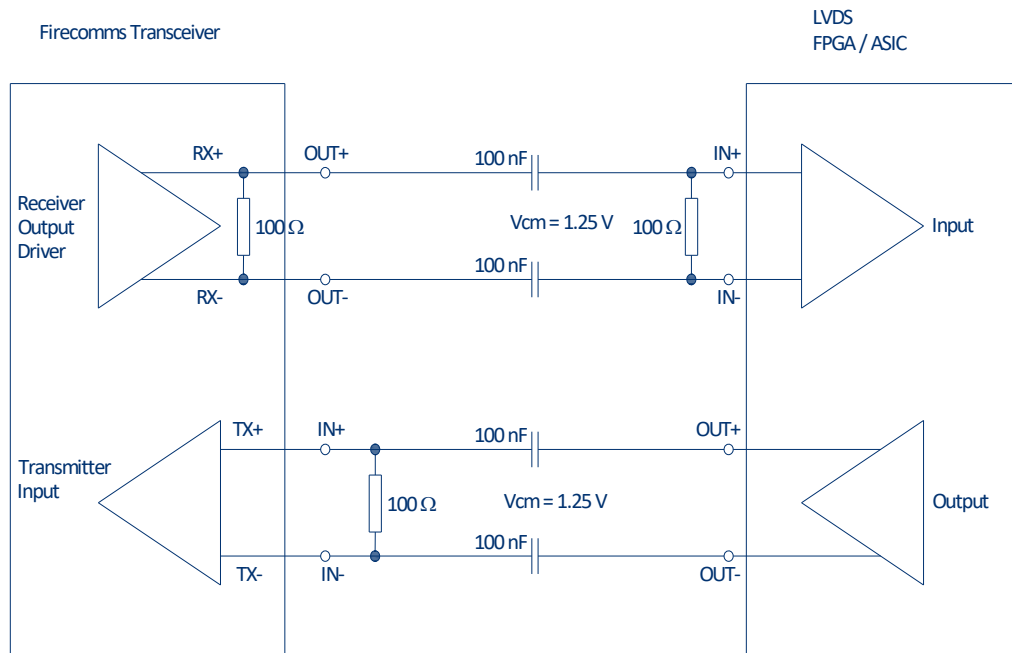 Firecomms Transceiver
LVDS
FPGA / ASIC
RX+
OUT+
100 nF
IN+
Receiver
Output
Driver
100 Ω
Vcm = 1.25 V
100 Ω
Input
100 nF
RX-
OUT-
IN-
TX+
IN+
100 nF
OUT+
Transmitter
Input
100 Ω
Vcm = 1.25 V
Output
100 nF
TX-
IN-
OUT-